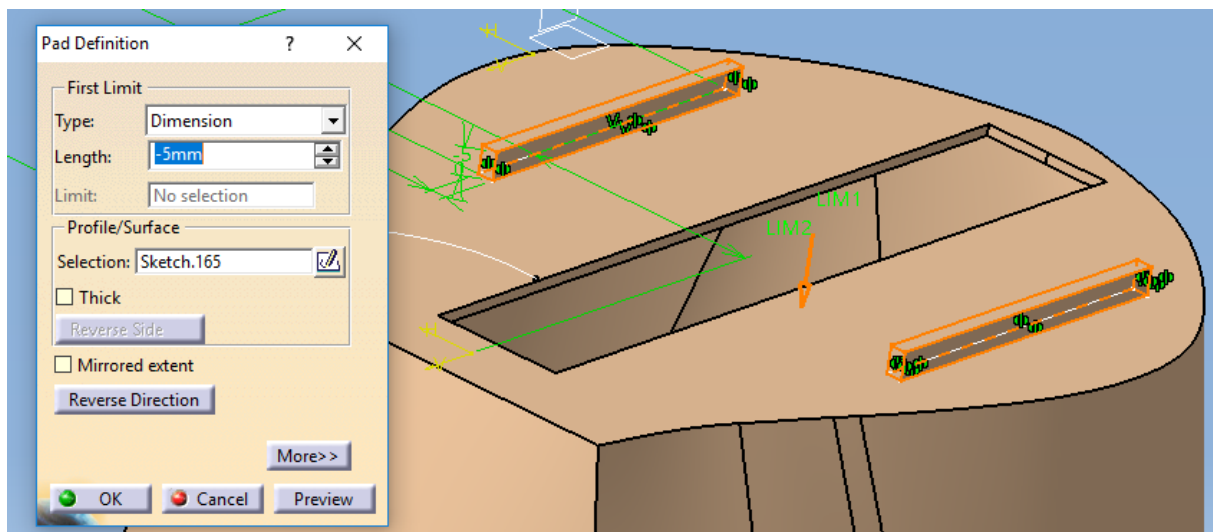 Pad Definition ? ×
First Limit
Type: Dimension
Length: -5mm
Limit: No selection
Profile/Surface
Selection: Sketch.165
Thick
Reverse Side
Mirrored extent
Reverse Direction
More>>
OK Cancel Preview
LIM1
LIM2